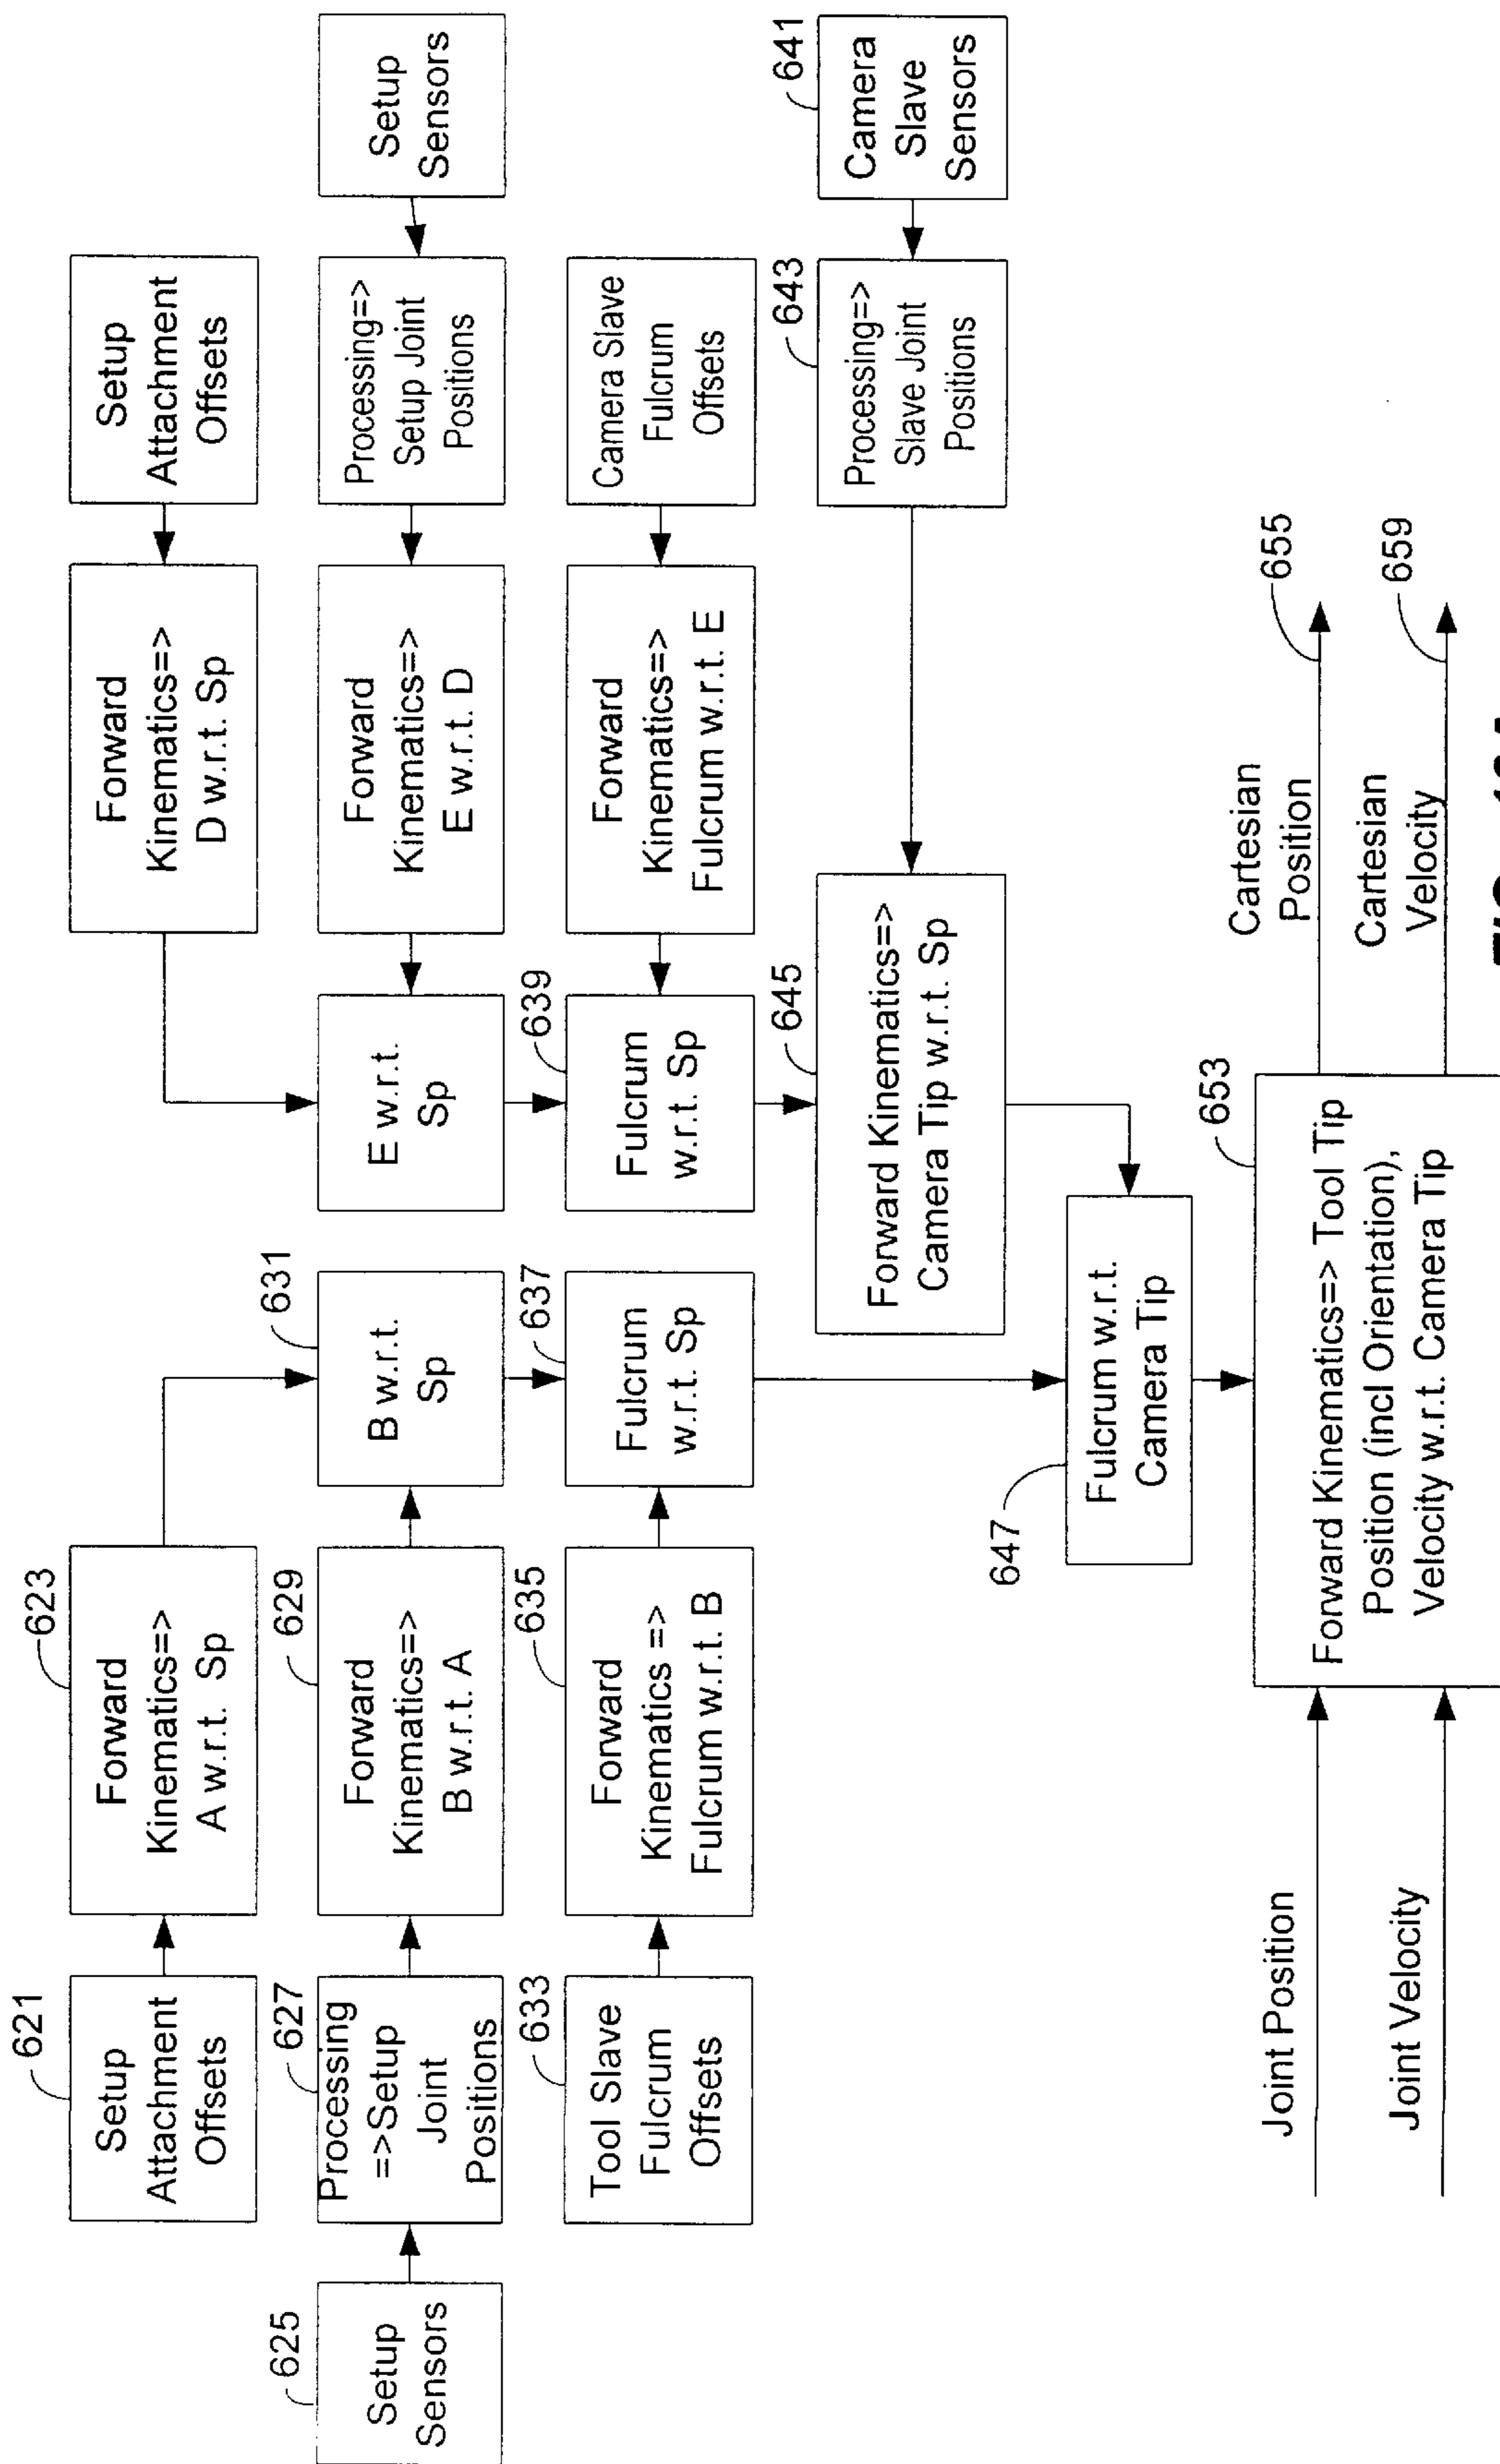 621
Setup
Attachment
Offsets
623
Forward
Kinematics=>
A w.r.t. Sp
Forward
Kinematics=>
D w.r.t. Sp
Setup
Attachment
Offsets
625
Setup
Sensors
627
Processing
=>Setup
Joint
Positions
629
Forward
Kinematics=>
B w.r.t. A
631
B w.r.t.
Sp
E w.r.t.
Sp
Forward
Kinematics=>
E w.r.t. D
Processing=>
Setup Joint
Positions
Setup
Sensors
633
Tool Slave
Fulcrum
Offsets
635
Forward
Kinematics =>
Fulcrum w.r.t. B
637
Fulcrum
w.r.t. Sp
639
Fulcrum
w.r.t. Sp
Forward
Kinematics=>
Fulcrum w.r.t. E
Camera Slave
Fulcrum
Offsets
645
Forward Kinematics=>
Camera Tip w.r.t. Sp
643
Processing=>
Slave Joint
Positions
641
Camera
Slave
Sensors
647
Fulcrum w.r.t.
Camera Tip
Joint Position
Joint Velocity
653
Forward Kinematics=> Tool Tip
Position (incl Orientation),
Velocity w.r.t. Camera Tip
Cartesian
Position
655
Cartesian
Velocity
659